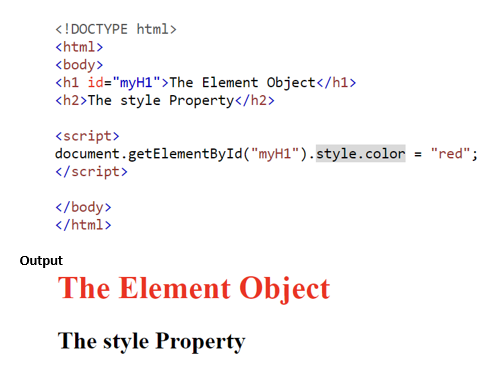 <!DOCTYPE html>
<html>
<body>
<h1 id="myH1">The Element Object</h1>
<h2>The style Property</h2>
<script>
document.getElementById("myH1").style.color = "red";
</script>
</body>
</html>
Output
The Element Object
The style Property